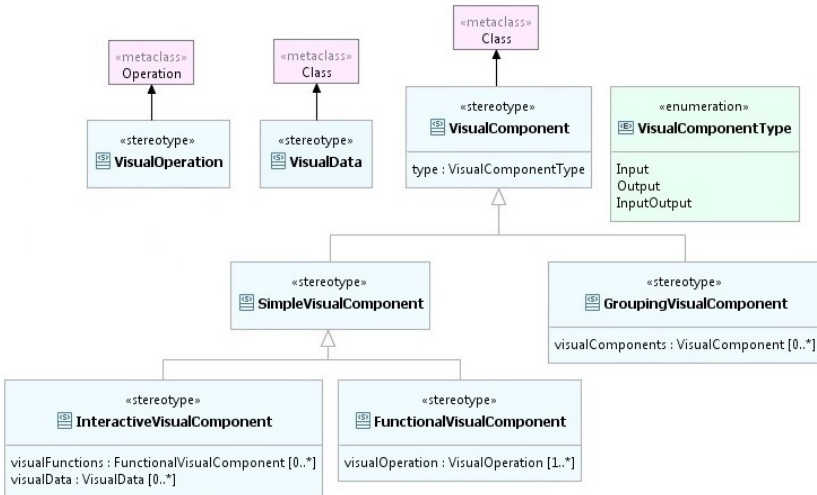 «metaclass»
Operation
«metaclass»
Class
«metaclass»
Class
«stereotype»
VisualOperation
«stereotype»
VisualData
«stereotype»
VisualComponent
type : VisualComponentType
«enumeration»
VisualComponentType
Input
Output
InputOutput
«stereotype»
SimpleVisualComponent
«stereotype»
GroupingVisualComponent
visualComponents : VisualComponent [0..*]
«stereotype»
InteractiveVisualComponent
visualFunctions : FunctionalVisualComponent [0..*]
visualData : VisualData [0..*]
«stereotype»
FunctionalVisualComponent
visualOperation : VisualOperation [1..*]